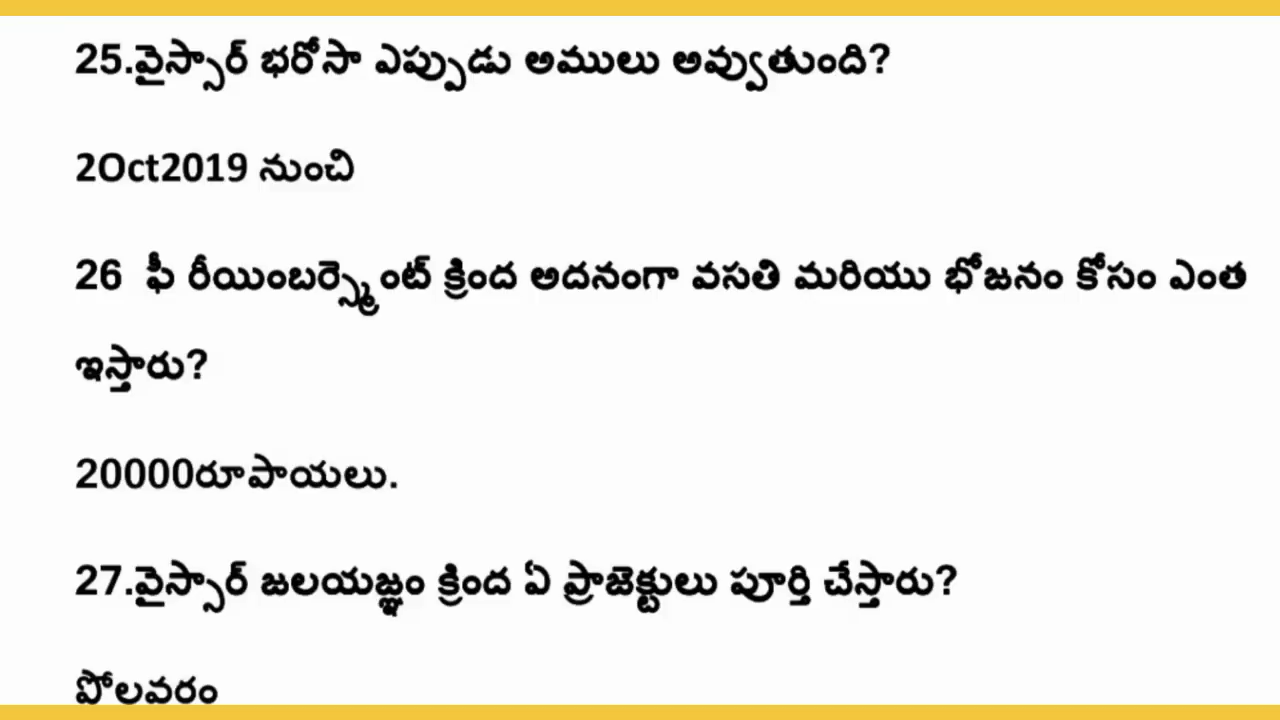 25.వైస్సార్ భరోసా ఎప్పుడు అములు అవ్వుతుంది?
2Oct2019 నుంచి
26 ఫీ రీయింబర్స్మెంట్ క్రింద అదనంగా వసతి మరియు భోజనం కోసం ఎంత
ఇస్తారు?
20000రూపాయలు.
27.వైస్సార్ జలయజ్ఞం క్రింద ఏ ప్రాజెక్టులు పూర్తి చేస్తారు?
పోలవరం